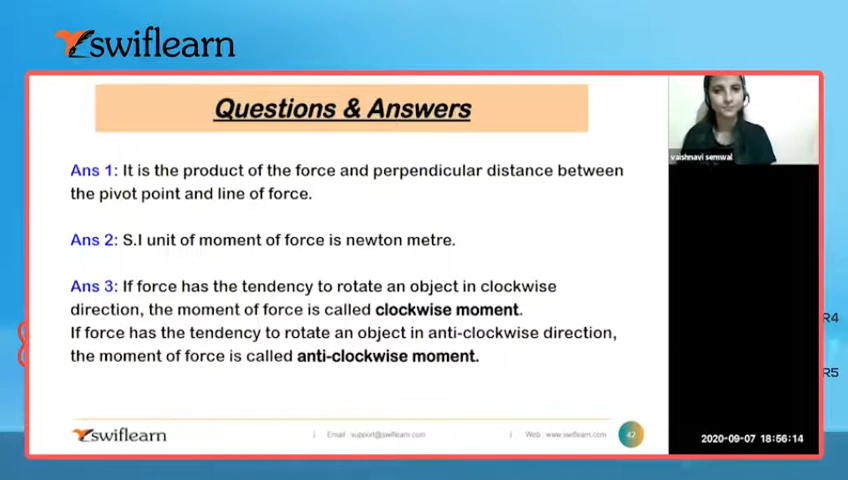 swiflearn
Questions & Answers
vaishnavi semwal
Ans 1: It is the product of the force and perpendicular distance between
the pivot point and line of force.
Ans 2: S.I unit of moment of force is newton metre.
Ans 3: If force has the tendency to rotate an object in clockwise
direction, the moment of force is called clockwise moment.
If force has the tendency to rotate an object in anti-clockwise direction,
the moment of force is called anti-clockwise moment.
R4
R5
swiflearn
| Email support@swiflearn.com
| Web www.swiflearn.com
42
2020-09-07 18:56:14